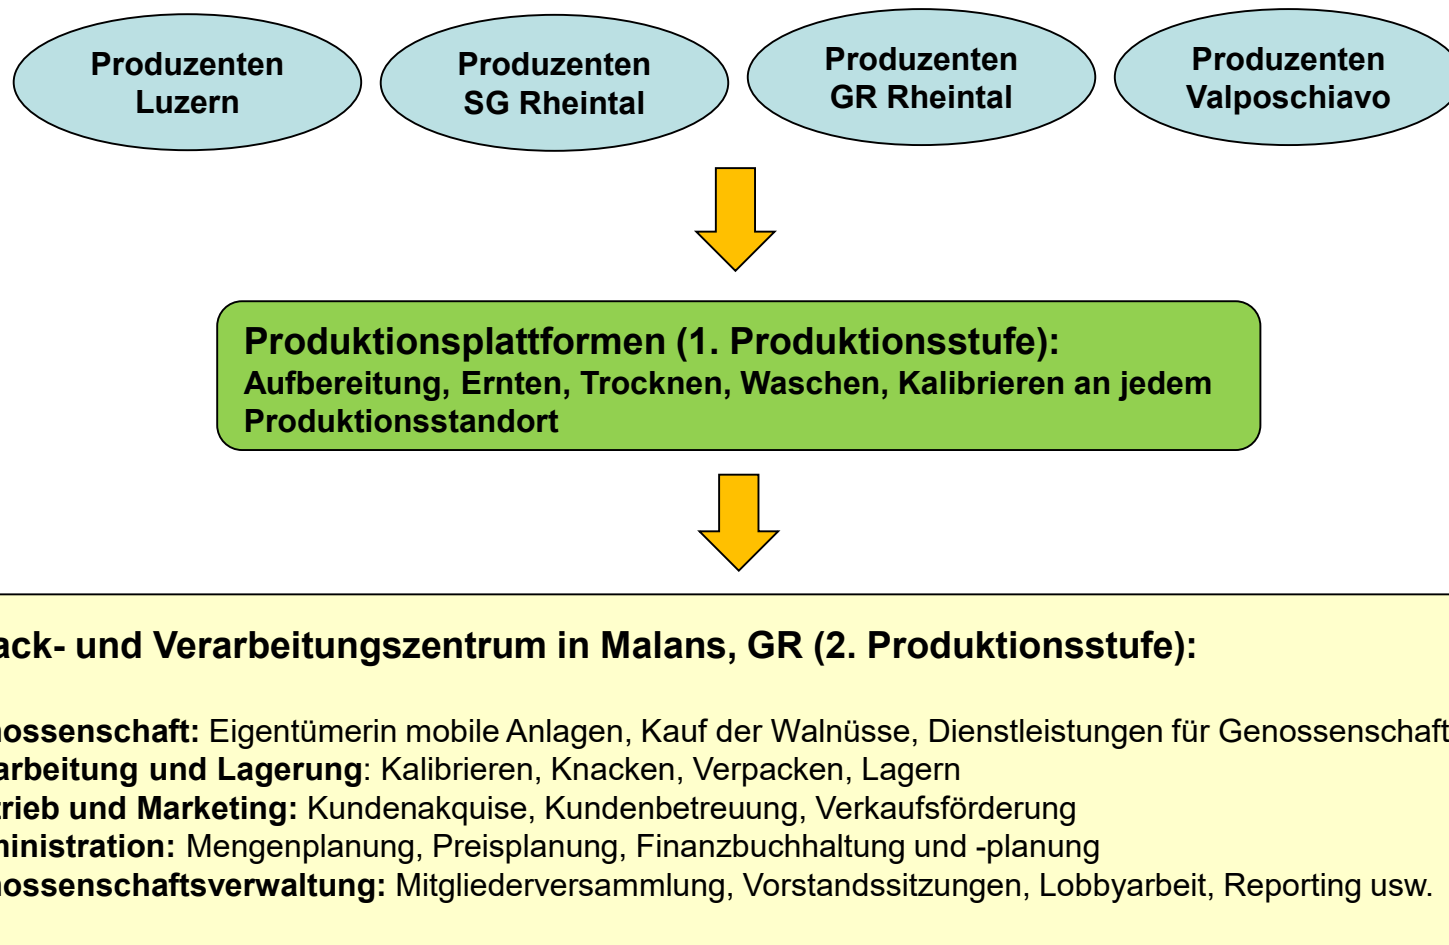 Produzenten
Luzern
Produzenten
SG Rheintal
Produzenten
GR Rheintal
Produzenten
Valposchiavo
Produktionsplattformen (1. Produktionsstufe):
Aufbereitung, Ernten, Trocknen, Waschen, Kalibrieren an jedem
Produktionsstandort
ack- und Verarbeitungszentrum in Malans, GR (2. Produktionsstufe):
nossenschaft: Eigentümerin mobile Anlagen, Kauf der Walnüsse, Dienstleistungen für Genossenschaft
arbeitung und Lagerung: Kalibrieren, Knacken, Verpacken, Lagern
trieb und Marketing: Kundenakquise, Kundenbetreuung, Verkaufsförderung
ministration: Mengenplanung, Preisplanung, Finanzbuchhaltung und -planung
nossenschaftsverwaltung: Mitgliederversammlung, Vorstandssitzungen, Lobbyarbeit, Reporting usw.